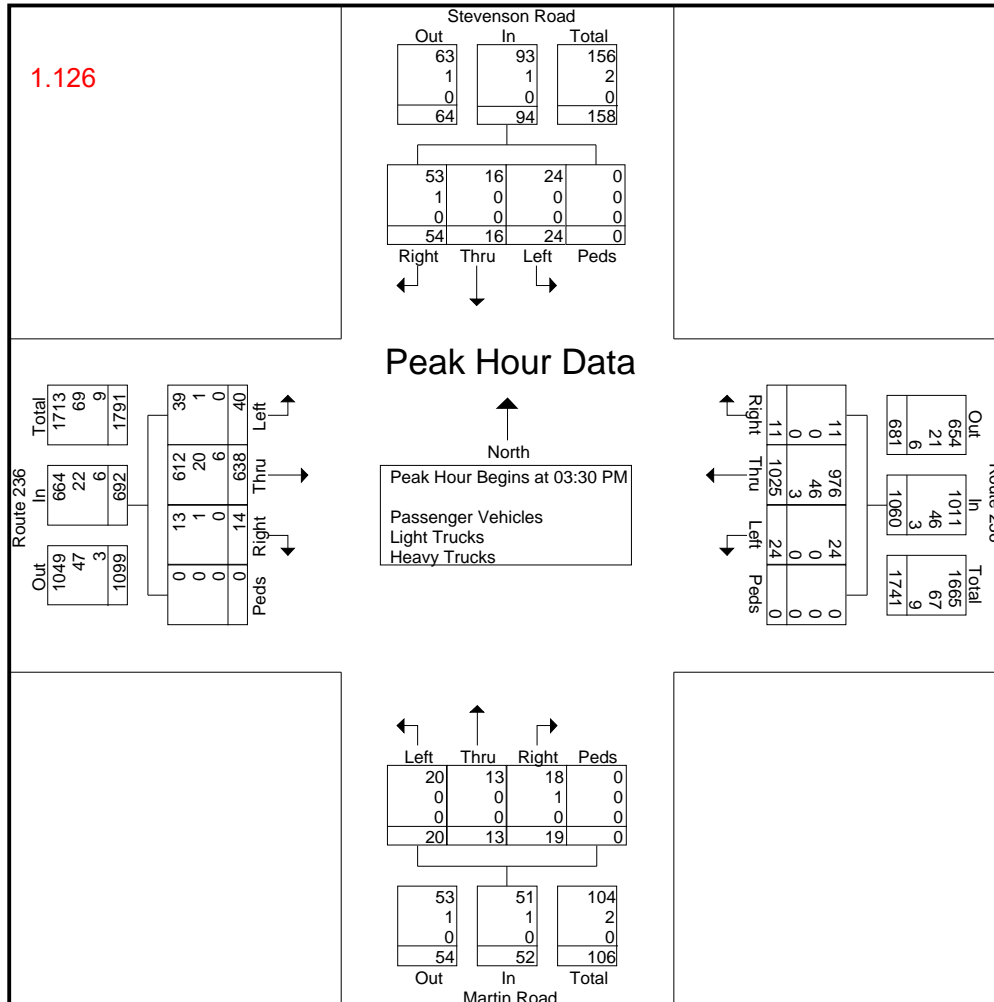 Stevenson Road
Out In Total
63 93 156
1 1 2
0 0 0
64 94 158
1.126
53 16 24 0
1 0 0 0
0 0 0 0
54 16 24 0
Right Thru Left Peds
Peak Hour Data
North
Peak Hour Begins at 03:30 PM
Passenger Vehicles
Light Trucks
Heavy Trucks
Route 236
Total
1713
69
9
1791
In
664
22
6
692
Out
1049
47
3
1099
Left
39
1
0
40
Thru
612
20
6
638
Right
13
1
0
14
Peds
0
0
0
0
Right
11
0
0
11
Thru
976
46
3
1025
Left
24
0
0
24
Peds
0
0
0
0
Out
654
21
6
681
In
1011
46
3
1060
Total
1665
67
9
1741
Left Thru Right Peds
20 13 18 0
0 0 1 0
0 0 0 0
20 13 19 0
53 51 104
1 1 2
0 0 0
54 52 106
Out In Total
Martin Road